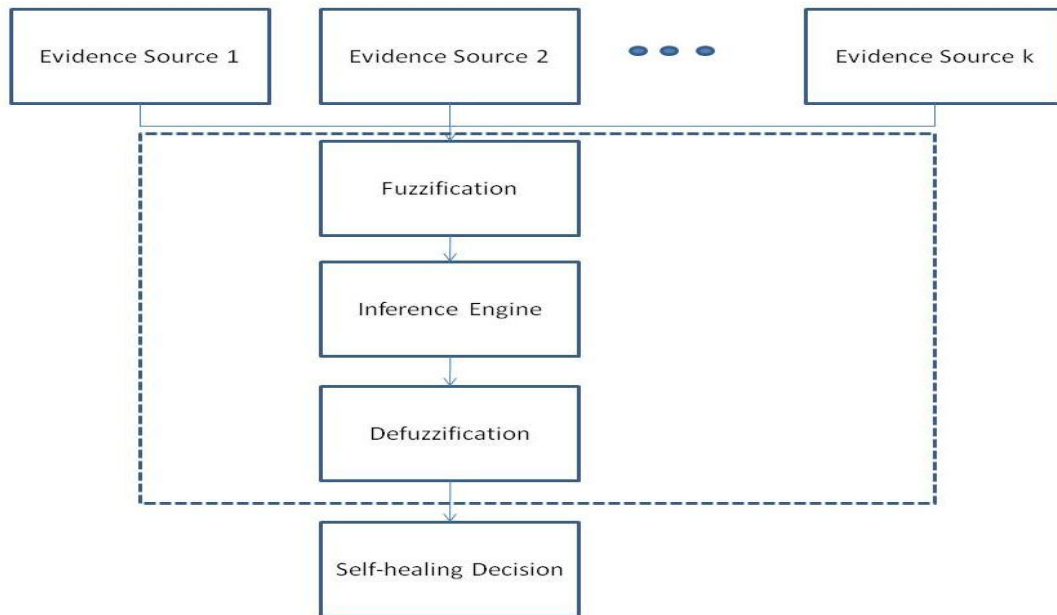 Evidence Source 1
Evidence Source 2
Evidence Source k
Fuzzification
Inference Engine
Defuzzification
Self-healing Decision